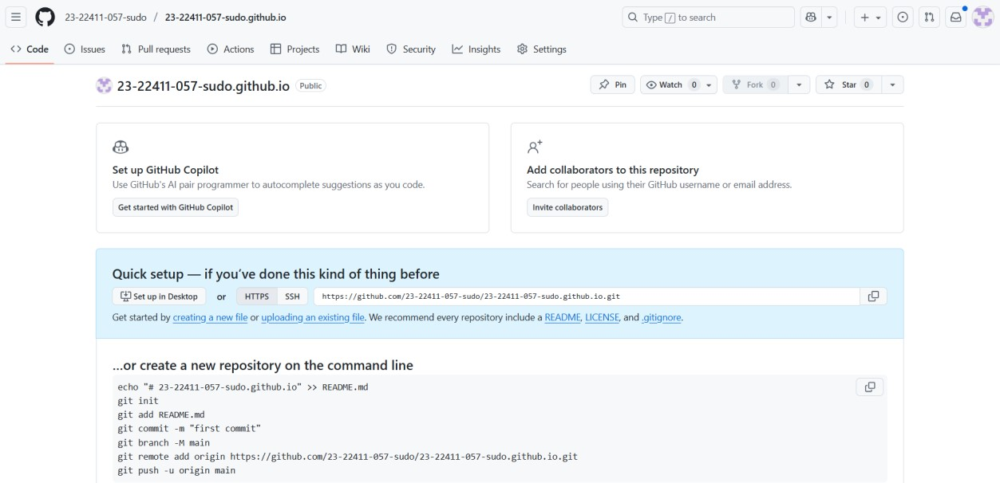 23-22411-057-sudo / 23-22411-057-sudo.github.io
Type / to search
Code Issues Pull requests Actions Projects Wiki Security Insights Settings
23-22411-057-sudo.github.io Public
Pin Watch 0 Fork 0 Star 0
Set up GitHub Copilot
Use GitHub's AI pair programmer to autocomplete suggestions as you code.
Get started with GitHub Copilot
Add collaborators to this repository
Search for people using their GitHub username or email address.
Invite collaborators
Quick setup — if you've done this kind of thing before
Set up in Desktop or HTTPS SSH https://github.com/23-22411-057-sudo/23-22411-057-sudo.github.io.git
Get started by creating a new file or uploading an existing file. We recommend every repository include a README, LICENSE, and .gitignore.
…or create a new repository on the command line
echo "# 23-22411-057-sudo.github.io" >> README.md
git init
git add README.md
git commit -m "first commit"
git branch -M main
git remote add origin https://github.com/23-22411-057-sudo/23-22411-057-sudo.github.io.git
git push -u origin main